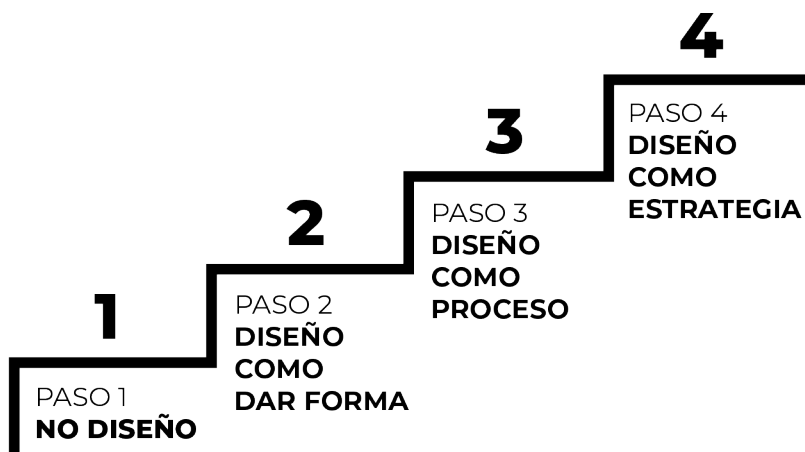 1
PASO 1
NO DISEÑO
2
PASO 2
DISEÑO
COMO
DAR FORMA
3
PASO 3
DISEÑO
COMO
PROCESO
4
PASO 4
DISEÑO
COMO
ESTRATEGIA